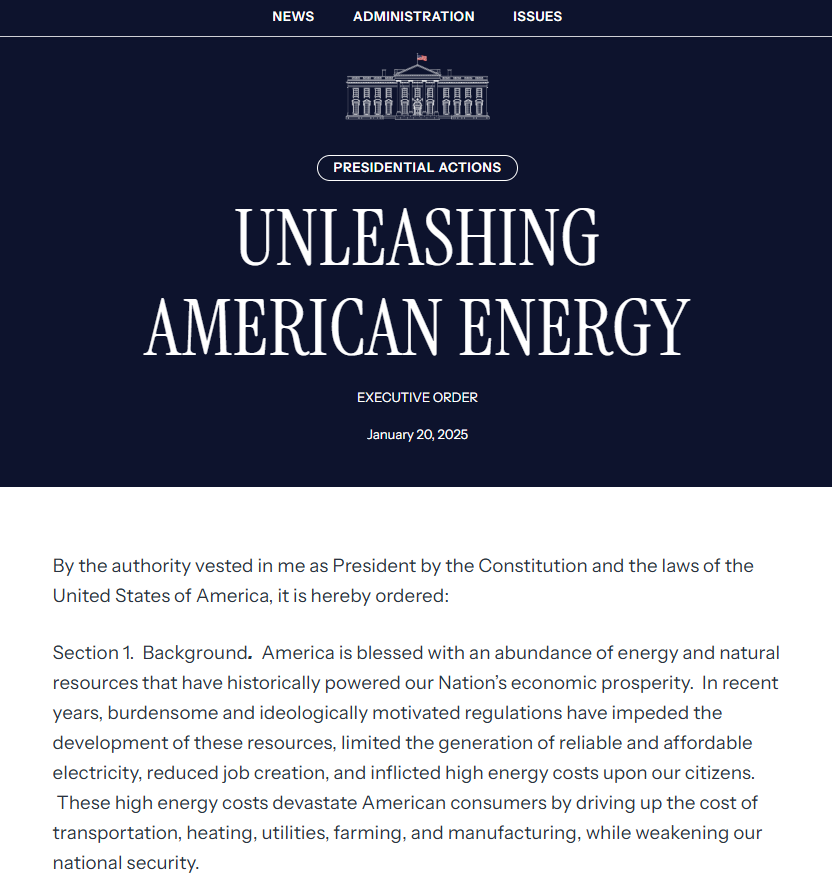 NEWS ADMINISTRATION ISSUES
PRESIDENTIAL ACTIONS
UNLEASHING
AMERICAN ENERGY
EXECUTIVE ORDER
January 20, 2025
By the authority vested in me as President by the Constitution and the laws of the
United States of America, it is hereby ordered:
Section 1.  Background.  America is blessed with an abundance of energy and natural
resources that have historically powered our Nation’s economic prosperity.  In recent
years, burdensome and ideologically motivated regulations have impeded the
development of these resources, limited the generation of reliable and affordable
electricity, reduced job creation, and inflicted high energy costs upon our citizens.
These high energy costs devastate American consumers by driving up the cost of
transportation, heating, utilities, farming, and manufacturing, while weakening our
national security.